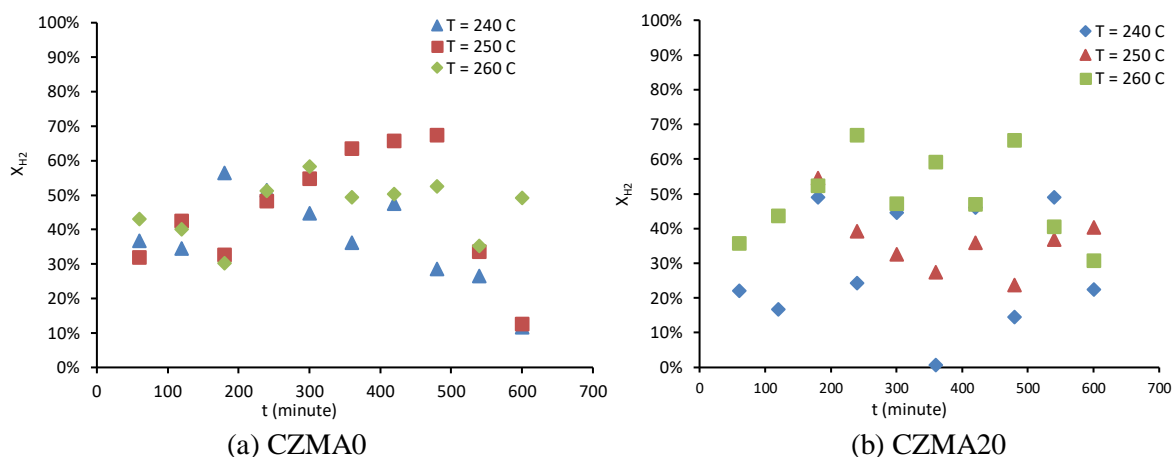 100%
90%
80%
70%
60%
50%
40%
30%
20%
10%
0%
X_H2
0 100 200 300 400 500 600 700
t (minute)
T = 240 C
T = 250 C
T = 260 C
(a) CZMA0
100%
90%
80%
70%
60%
50%
40%
30%
20%
10%
0%
X_H2
0 100 200 300 400 500 600 700
t (minute)
T = 240 C
T = 250 C
T = 260 C
(b) CZMA20